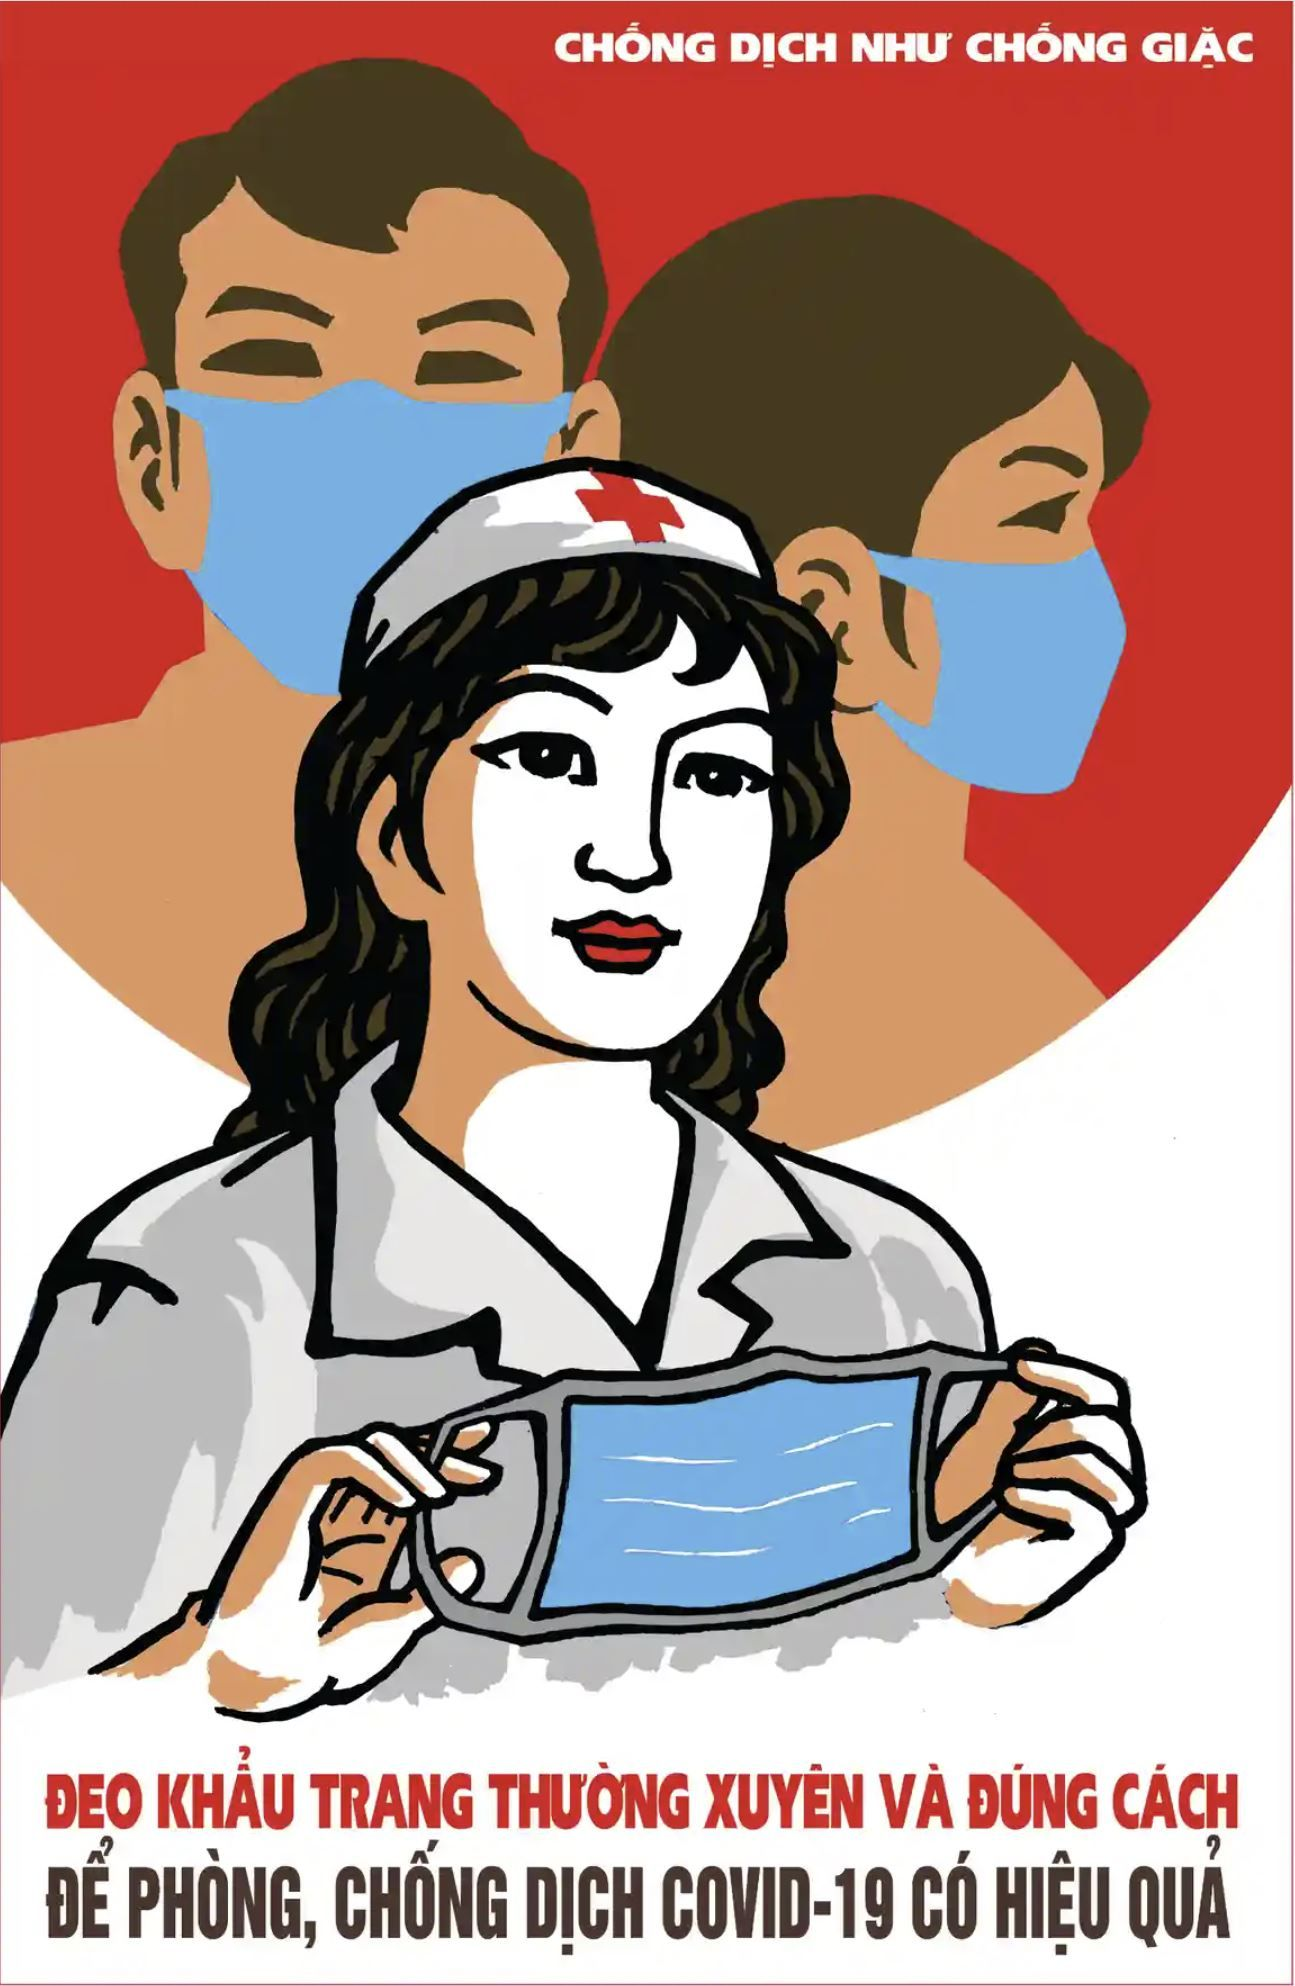 CHỐNG DỊCH NHƯ CHỐNG GIẶC
ĐEO KHẨU TRANG THƯỜNG XUYÊN VÀ ĐÚNG CÁCH
ĐỂ PHÒNG, CHỐNG DỊCH COVID-19 CÓ HIỆU QUẢ